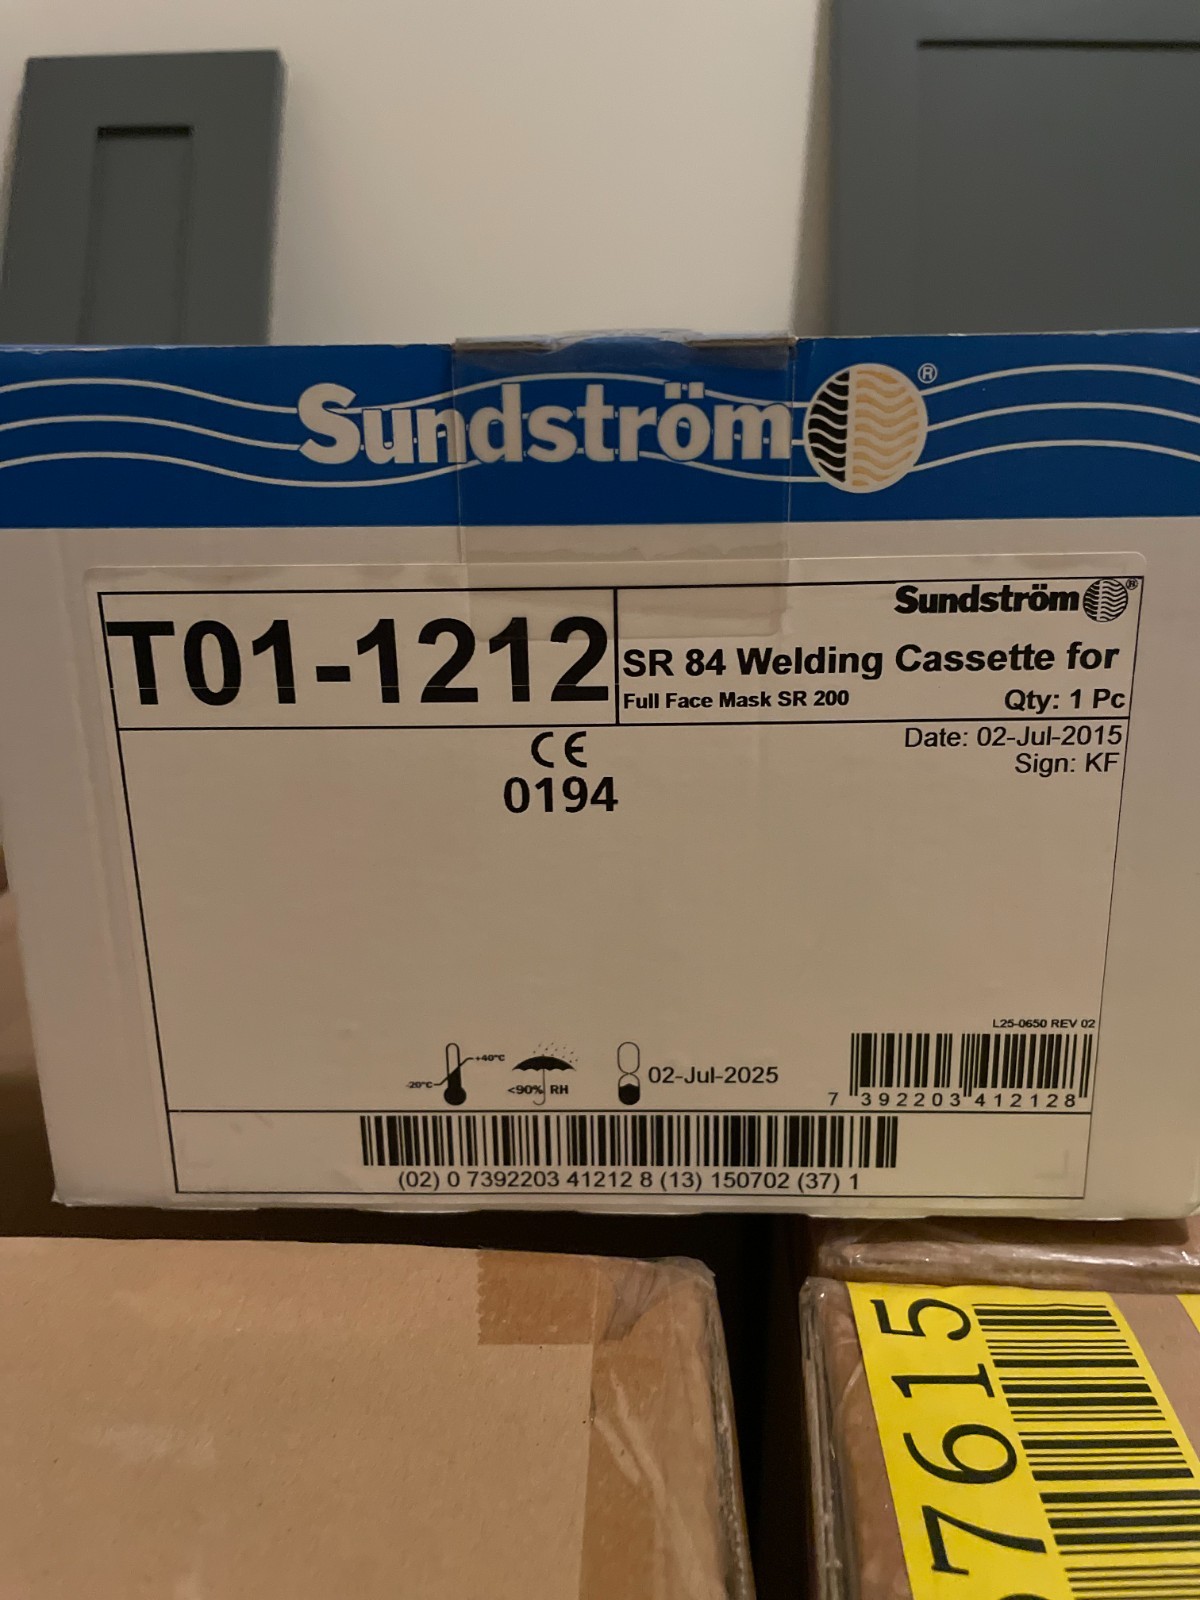 Sundström®
Sundström®
T01-1212
SR 84 Welding Cassette for
Full Face Mask SR 200
Qty: 1 Pc
CE
0194
Date: 02-Jul-2015
Sign: KF
L25-0650 REV 02
+40°C
-20°C
<90% RH
02-Jul-2025
7 392203 412128
(02) 0 7392203 41212 8 (13) 150702 (37) 1
7615